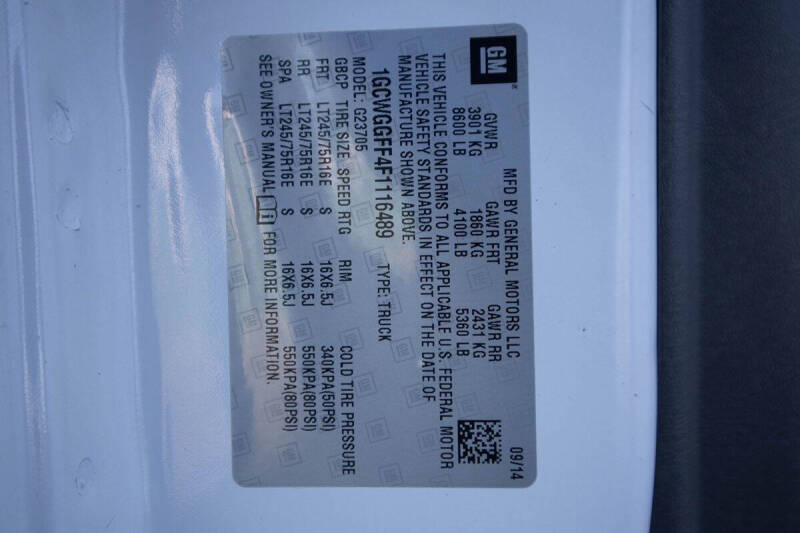 GM
MFD BY GENERAL MOTORS LLC 09/14
GVWR GAWR FRT GAWR RR
3901 KG 1860 KG 2431 KG
8600 LB 4100 LB 5360 LB
THIS VEHICLE CONFORMS TO ALL APPLICABLE U.S. FEDERAL MOTOR
VEHICLE SAFETY STANDARDS IN EFFECT ON THE DATE OF
MANUFACTURE SHOWN ABOVE.
1GCWGGFF4F1116489 TYPE: TRUCK
MODEL: G23705
GBCP TIRE SIZE SPEED RTG RIM COLD TIRE PRESSURE
FRT LT245/75R16E S 16X6.5J 340KPA(50PSI)
RR LT245/75R16E S 16X6.5J 550KPA(80PSI)
SPA LT245/75R16E S 16X6.5J 550KPA(80PSI)
SEE OWNER'S MANUAL FOR MORE INFORMATION.